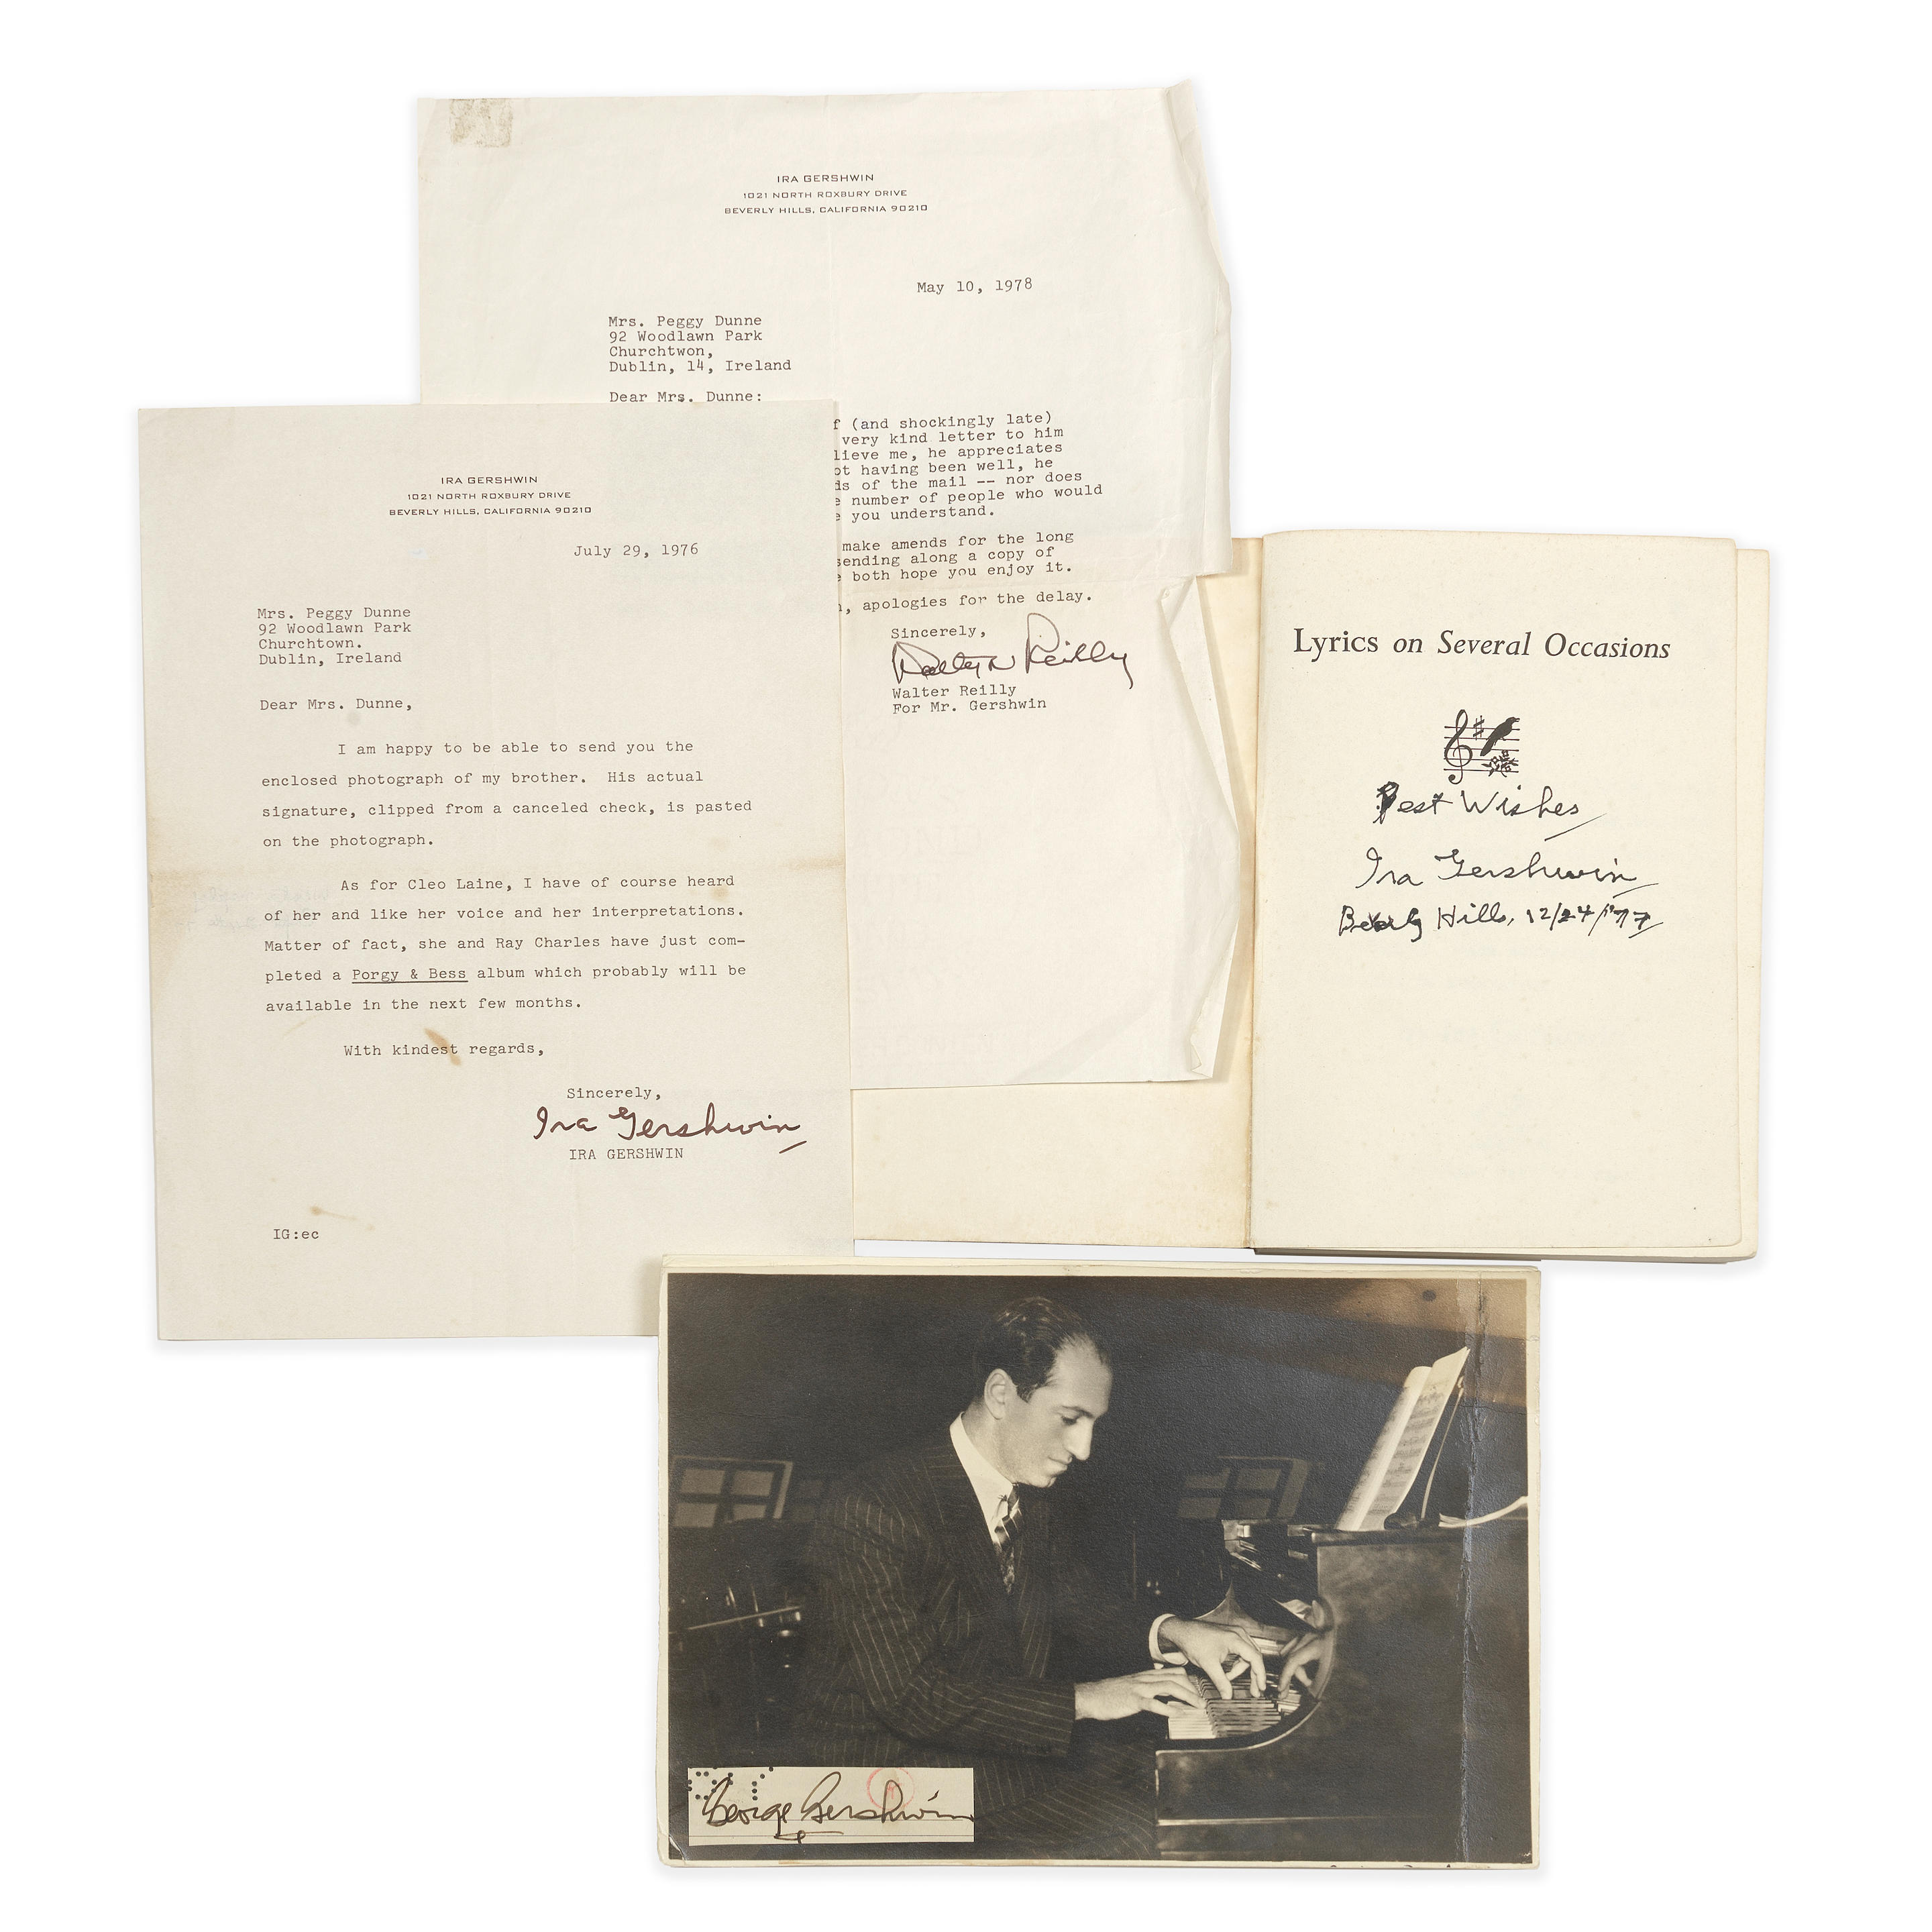 IRA GERSHWIN
1021 NORTH ROXBURY DRIVE
BEVERLY HILLS, CALIFORNIA 90210
May 10, 1978
Mrs. Peggy Dunne
92 Woodlawn Park
Churchtwon,
Dublin, 14, Ireland
Dear Mrs. Dunne:
(and shockingly late)
very kind letter to him
me, he appreciates
having been well, he
of the mail -- nor does
number of people who would
you understand.
make amends for the long
sending along a copy of
both hope you enjoy it.
apologies for the delay.
Sincerely,
Walter Reilly
Walter Reilly
For Mr. Gershwin
IRA GERSHWIN
1021 NORTH ROXBURY DRIVE
BEVERLY HILLS, CALIFORNIA 90210
July 29, 1976
Mrs. Peggy Dunne
92 Woodlawn Park
Churchtown.
Dublin, Ireland
Dear Mrs. Dunne,
I am happy to be able to send you the
enclosed photograph of my brother. His actual
signature, clipped from a canceled check, is pasted
on the photograph.
As for Cleo Laine, I have of course heard
of her and like her voice and her interpretations.
Matter of fact, she and Ray Charles have just com-
pleted a Porgy & Bess album which probably will be
available in the next few months.
With kindest regards,
Sincerely,
Ira Gershwin
IRA GERSHWIN
IG:ec
Lyrics on Several Occasions
Best Wishes
Ira Gershwin
Beverly Hills, 12/24/'77
George Gershwin